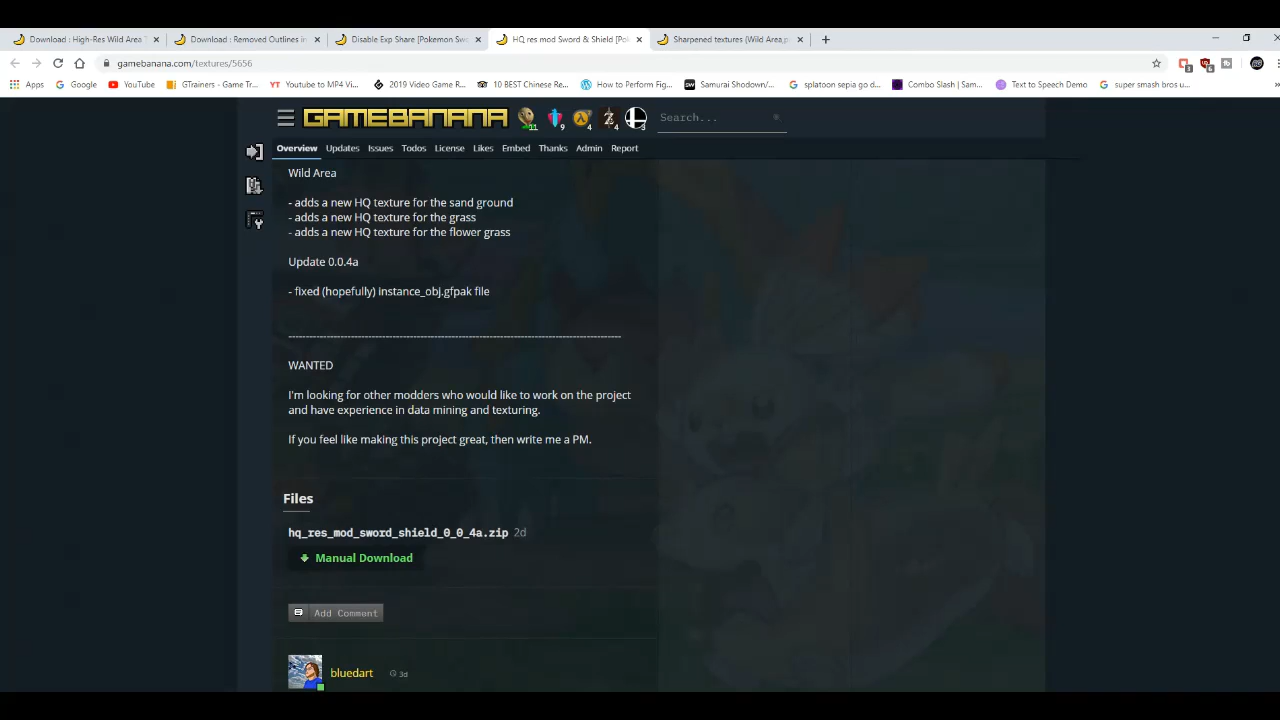 Download : High-Res Wild Area T
Download : Removed Outlines in
Disable Exp Share [Pokemon Swo
HQ res mod Sword & Shield [Pok
Sharpened textures (Wild Area,p
gamebanana.com/textures/5656
Apps
Google
YouTube
GTrainers - Game Tr...
Youtube to MP4 Vi...
2019 Video Game R...
10 BEST Chinese Re...
How to Perform Fig...
Samurai Shodown/...
splatoon sepia go d...
Combo Slash | Sam...
Text to Speech Demo
super smash bros u...
GAMEBANANA
11
9
4
4
3
Search...
Overview
Updates
Issues
Todos
License
Likes
Embed
Thanks
Admin
Report
Wild Area
- adds a new HQ texture for the sand ground
- adds a new HQ texture for the grass
- adds a new HQ texture for the flower grass
Update 0.0.4a
- fixed (hopefully) instance_obj.gfpak file
WANTED
I'm looking for other modders who would like to work on the project
and have experience in data mining and texturing.
If you feel like making this project great, then write me a PM.
Files
hq_res_mod_sword_shield_0_0_4a.zip 2d
Manual Download
Add Comment
bluedart 3d